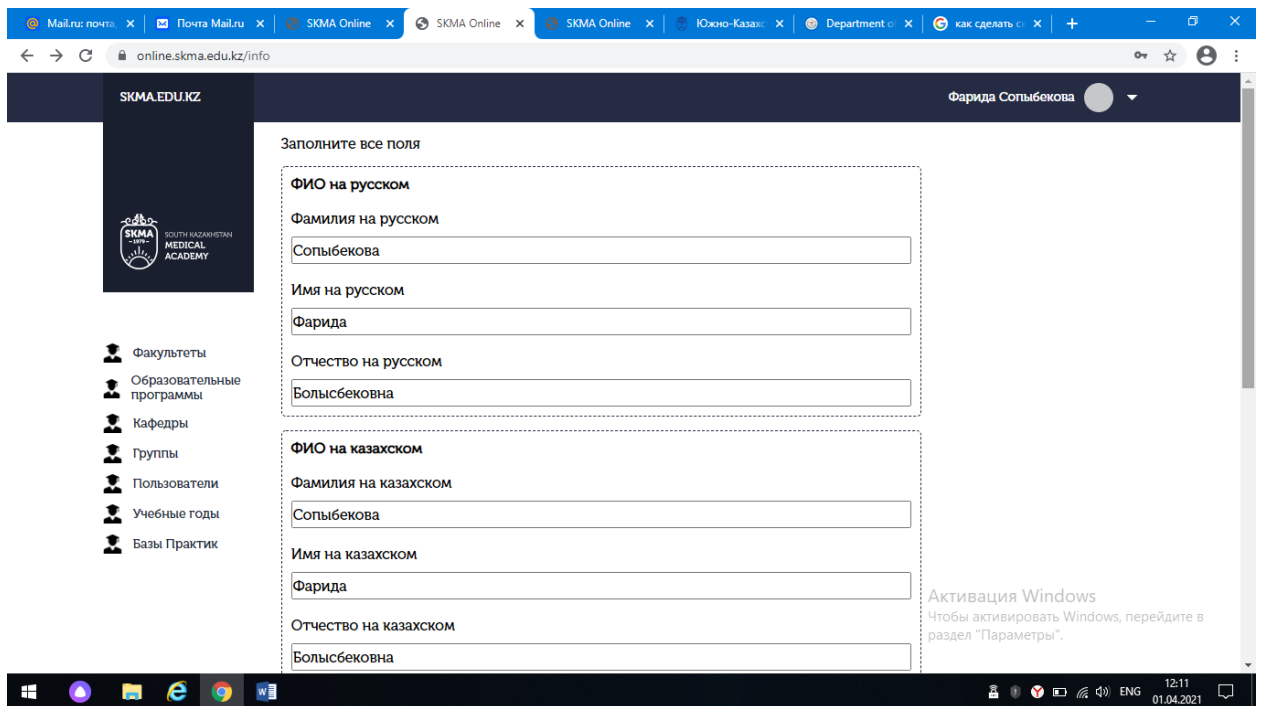 Mail.ru: почта,
Почта Mail.ru
SKMA Online
SKMA Online
SKMA Online
Южно-Казахс
Department o
как сделать с
online.skma.edu.kz/info
SKMA.EDU.KZ
Фарида Сопыбекова
SKMA
-1979-
SOUTH KAZAKHSTAN
MEDICAL
ACADEMY
Факультеты
Образовательные
программы
Кафедры
Группы
Пользователи
Учебные годы
Базы Практик
Заполните все поля
ФИО на русском
Фамилия на русском
Сопыбекова
Имя на русском
Фарида
Отчество на русском
Болысбековна
ФИО на казахском
Фамилия на казахском
Сопыбекова
Имя на казахском
Фарида
Отчество на казахском
Болысбековна
Активация Windows
Чтобы активировать Windows, перейдите в
раздел "Параметры".
ENG
12:11
01.04.2021